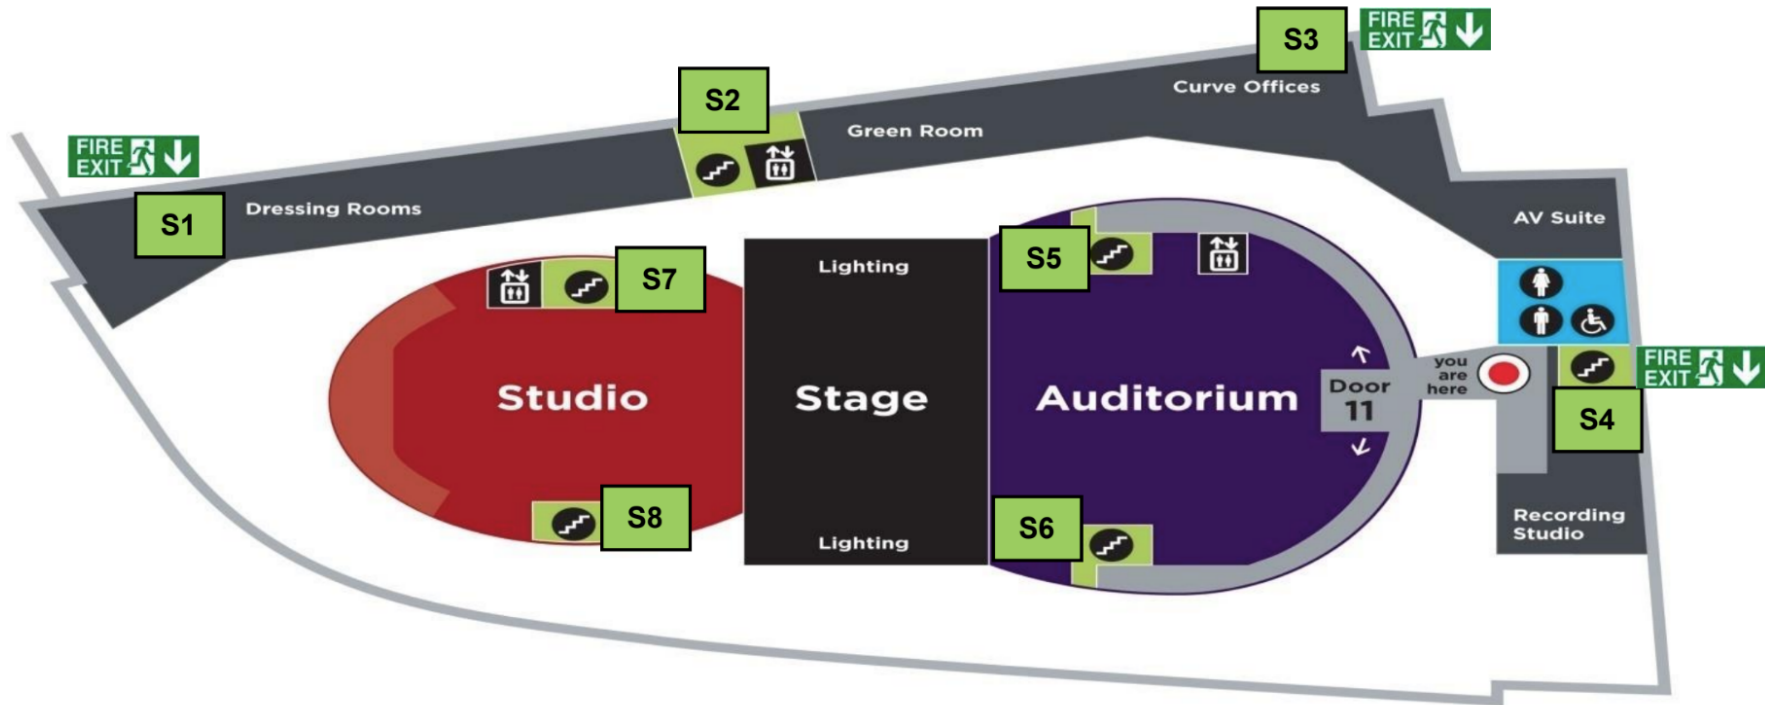 S3
FIRE
EXIT
S2
Curve Offices
Green Room
FIRE
EXIT
S1
Dressing Rooms
AV Suite
S5
Lighting
S7
Studio
Stage
Auditorium
Door
11
you
are
here
FIRE
EXIT
S4
S8
S6
Lighting
Recording
Studio